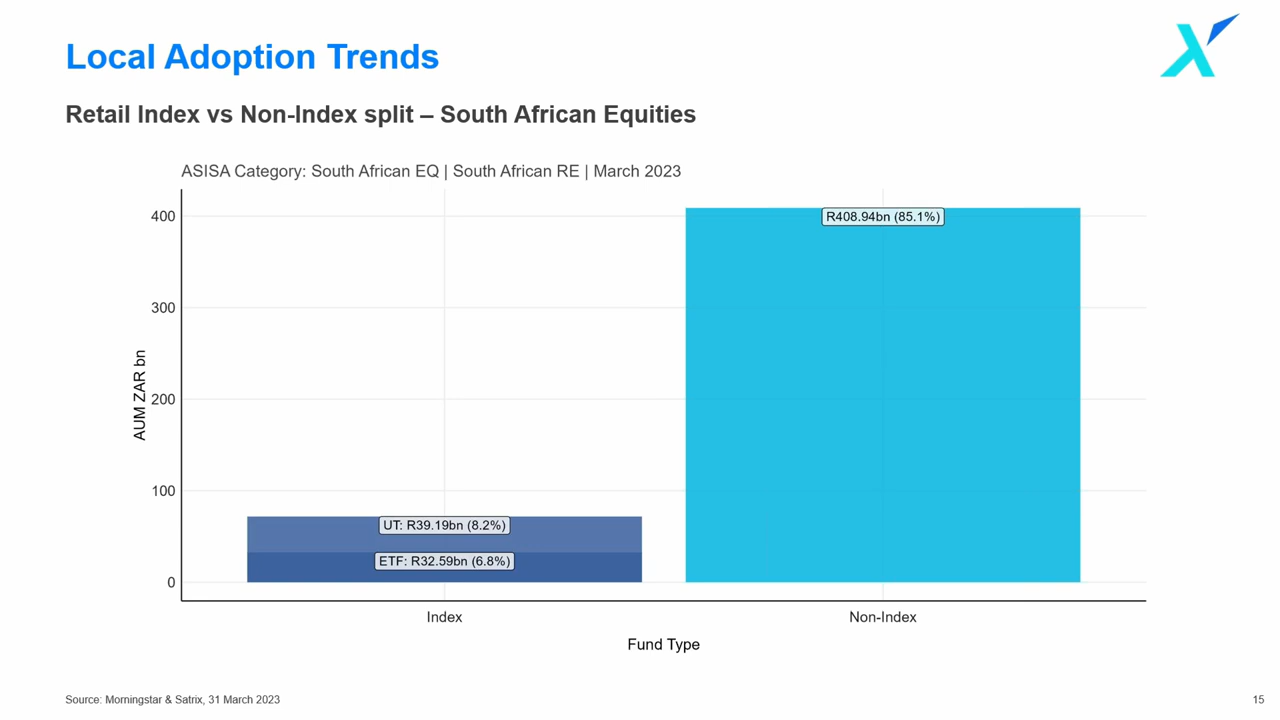 Local Adoption Trends
Retail Index vs Non-Index split – South African Equities
ASISA Category: South African EQ | South African RE | March 2023
400
300
200
100
0
AUM ZAR bn
R408.94bn (85.1%)
UT: R39.19bn (8.2%)
ETF: R32.59bn (6.8%)
Index
Non-Index
Fund Type
Source: Morningstar & Satrix, 31 March 2023
15